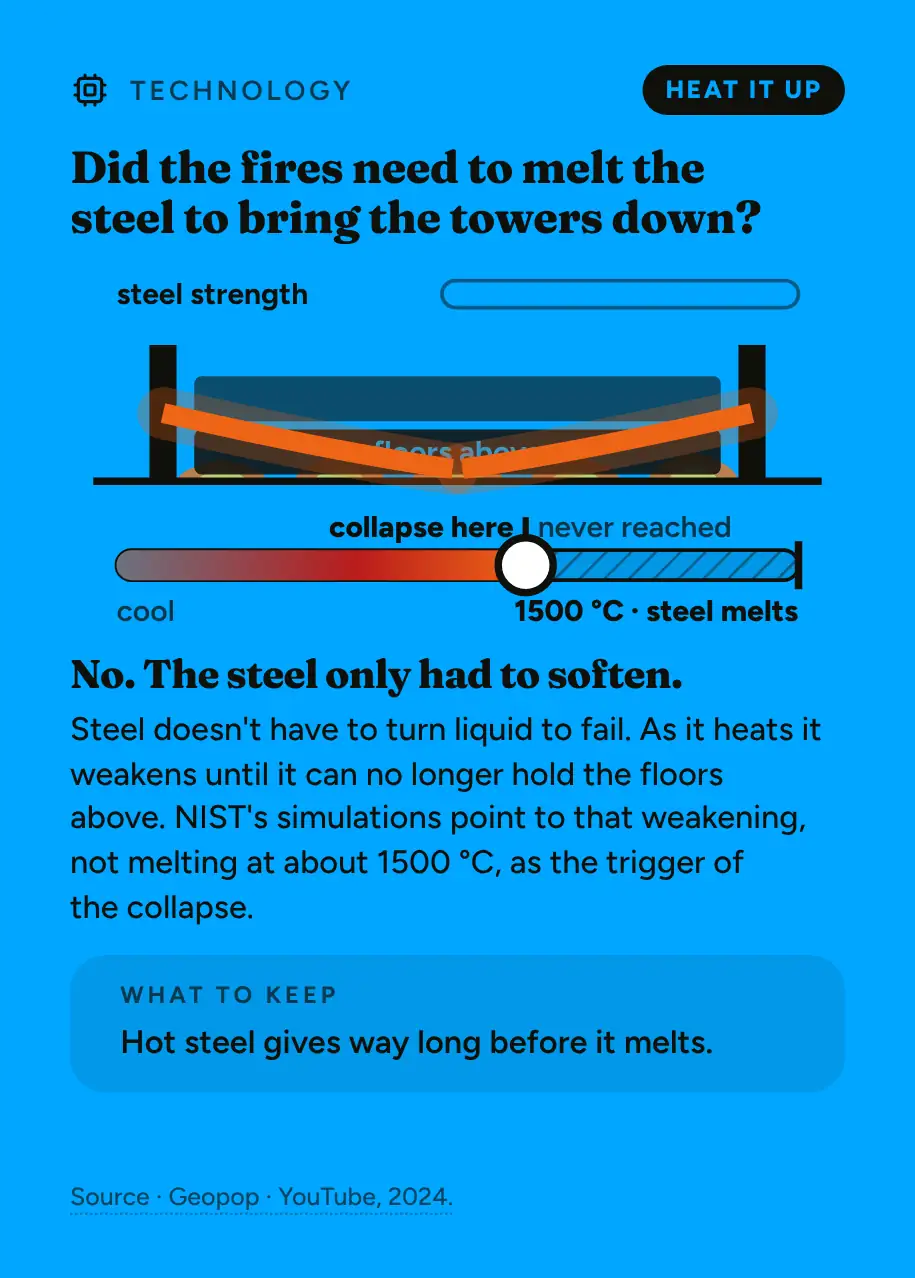 TECHNOLOGY
HEAT IT UP
Did the fires need to melt the
steel to bring the towers down?
steel strength
floors above
collapse here
never reached
cool
1500 °C · steel melts
No. The steel only had to soften.
Steel doesn't have to turn liquid to fail. As it heats it
weakens until it can no longer hold the floors
above. NIST's simulations point to that weakening,
not melting at about 1500 °C, as the trigger of
the collapse.
WHAT TO KEEP
Hot steel gives way long before it melts.
Source · Geopop · YouTube, 2024.